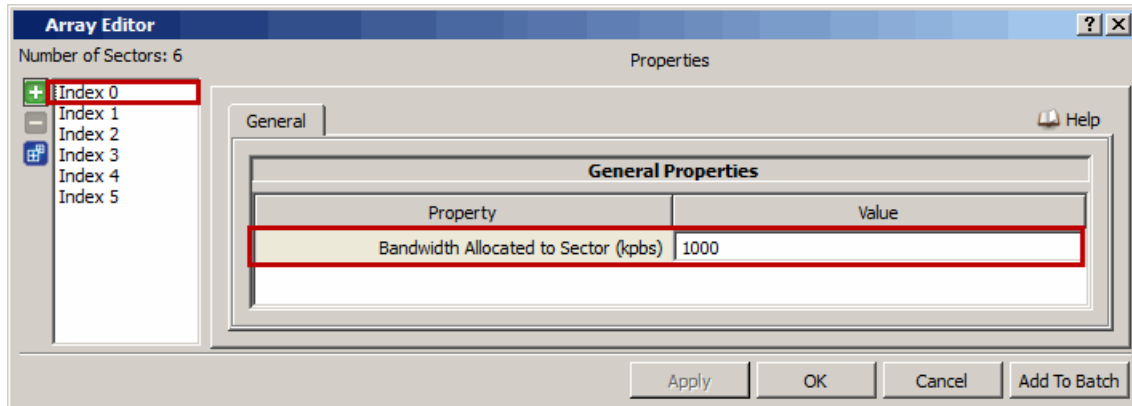 Array Editor
? X
Number of Sectors: 6
Properties
Index 0
Index 1
Index 2
Index 3
Index 4
Index 5
General
Help
General Properties
Property Value
Bandwidth Allocated to Sector (kpbs) 1000
Apply OK Cancel Add To Batch